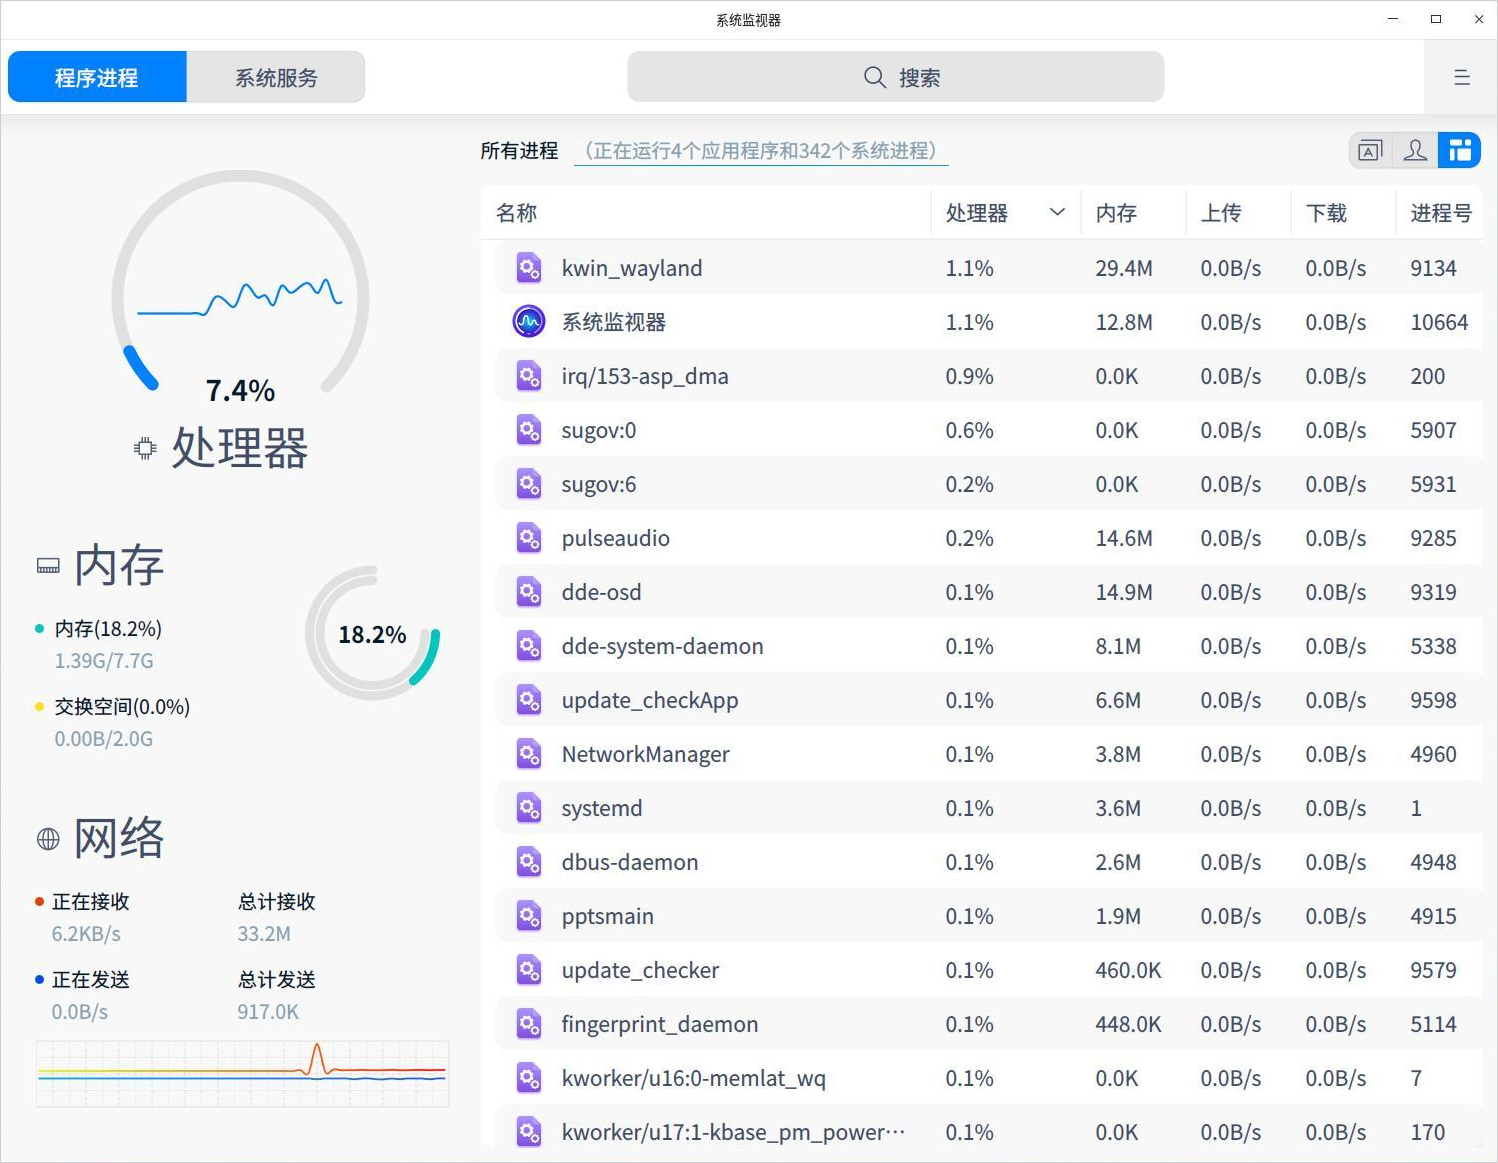 系统监视器
程序进程 系统服务 搜索
所有进程 （正在运行4个应用程序和342个系统进程）
7.4%
处理器
内存
内存(18.2%)
1.39G/7.7G
交换空间(0.0%)
0.00B/2.0G
18.2%
网络
正在接收 总计接收
6.2KB/s 33.2M
正在发送 总计发送
0.0B/s 917.0K
名称 处理器 内存 上传 下载 进程号
kwin_wayland 1.1% 29.4M 0.0B/s 0.0B/s 9134
系统监视器 1.1% 12.8M 0.0B/s 0.0B/s 10664
irq/153-asp_dma 0.9% 0.0K 0.0B/s 0.0B/s 200
sugov:0 0.6% 0.0K 0.0B/s 0.0B/s 5907
sugov:6 0.2% 0.0K 0.0B/s 0.0B/s 5931
pulseaudio 0.2% 14.6M 0.0B/s 0.0B/s 9285
dde-osd 0.1% 14.9M 0.0B/s 0.0B/s 9319
dde-system-daemon 0.1% 8.1M 0.0B/s 0.0B/s 5338
update_checkApp 0.1% 6.6M 0.0B/s 0.0B/s 9598
NetworkManager 0.1% 3.8M 0.0B/s 0.0B/s 4960
systemd 0.1% 3.6M 0.0B/s 0.0B/s 1
dbus-daemon 0.1% 2.6M 0.0B/s 0.0B/s 4948
pptsmain 0.1% 1.9M 0.0B/s 0.0B/s 4915
update_checker 0.1% 460.0K 0.0B/s 0.0B/s 9579
fingerprint_daemon 0.1% 448.0K 0.0B/s 0.0B/s 5114
kworker/u16:0-memlat_wq 0.1% 0.0K 0.0B/s 0.0B/s 7
kworker/u17:1-kbase_pm_power… 0.1% 0.0K 0.0B/s 0.0B/s 170